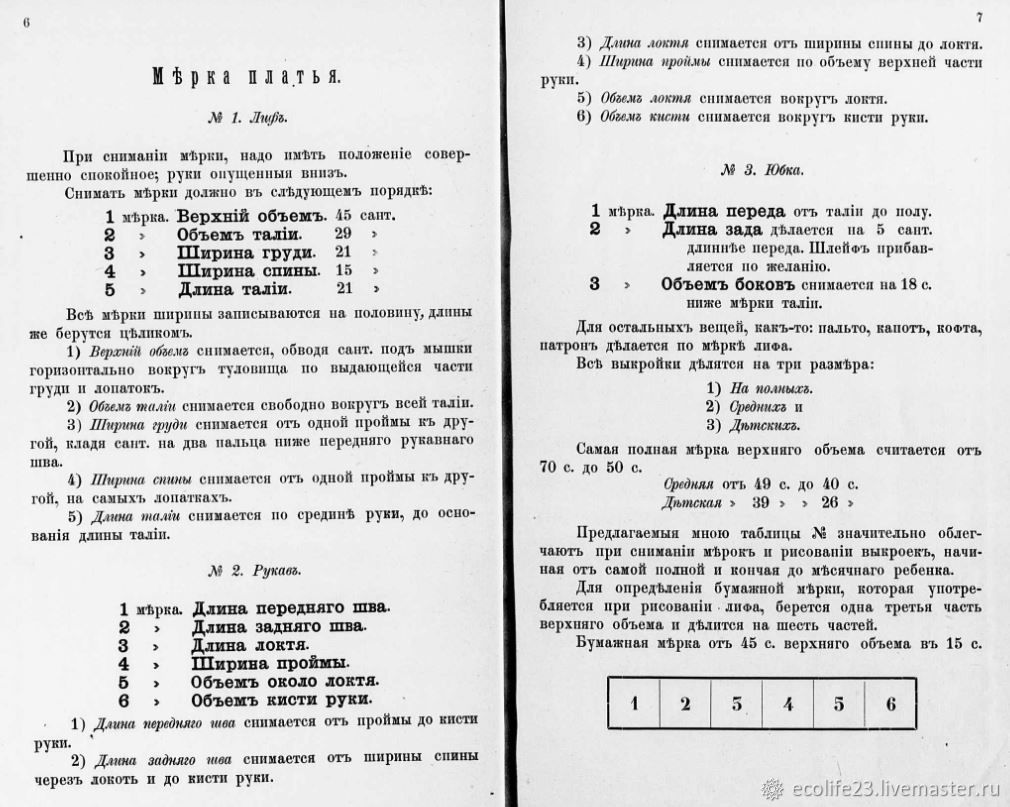 6
Мѣрка платья.
№ 1. Лифъ.
При сниманіи мѣрки, надо имѣть положеніе совер-
шенно спокойное; руки опущенныя внизъ.
Снимать мѣрки должно въ слѣдующемъ порядкѣ:
1 мѣрка. Верхній объемъ. 45 сант.
2 » Объемъ таліи. 29 »
3 » Ширина груди. 21 »
4 » Ширина спины. 15 »
5 » Длина таліи. 21 »
Всѣ мѣрки ширины записываются на половину, длины
же берутся цѣликомъ.
1) Верхній объемъ снимается, обводя сант. подъ мышки
горизонтально вокругъ туловища по выдающейся части
груди и лопатокъ.
2) Объемъ таліи снимается свободно вокругъ всей таліи.
3) Ширина груди снимается отъ одной проймы къ дру-
гой, кладя сант. на два пальца ниже передняго рукавнаго
шва.
4) Ширина спины снимается отъ одной проймы къ дру-
гой, на самыхъ лопаткахъ.
5) Длина таліи снимается по срединѣ руки, до осно-
ванія длины таліи.
№ 2. Рукавъ.
1 мѣрка. Длина передняго шва.
2 » Длина задняго шва.
3 » Длина локтя.
4 » Ширина проймы.
5 » Объемъ около локтя.
6 » Объемъ кисти руки.
1) Длина передняго шва снимается отъ проймы до кисти
руки.
2) Длина задняго шва снимается отъ ширины спины
черезъ локоть и до кисти руки.
7
3) Длина локтя снимается отъ ширины спины до локтя.
4) Ширина проймы снимается по объему верхней части
руки.
5) Объемъ локтя снимается вокругъ локтя.
6) Объемъ кисти снимается вокругъ кисти руки.
№ 3. Юбка.
1 мѣрка. Длина переда отъ таліи до полу.
2 » Длина зада дѣлается на 5 сант.
длиннѣе переда. Шлейфъ прибав-
ляется по желанію.
3 » Объемъ боковъ снимается на 18 с.
ниже мѣрки таліи.
Для остальныхъ вещей, какъ-то: пальто, капотъ, кофта,
патронъ дѣлается по мѣркѣ лифа.
Всѣ выкройки дѣлятся на три размѣра:
1) На полныхъ.
2) Среднихъ и
3) Дѣтскихъ.
Самая полная мѣрка верхняго объема считается отъ
70 с. до 50 с.
Средняя отъ 49 с. до 40 с.
Дѣтская » 39 » » 26 »
Предлагаемыя мною таблицы № значительно облег-
чаютъ при сниманіи мѣрокъ и рисованіи выкроекъ, начи-
ная отъ самой полной и кончая до мѣсячнаго ребенка.
Для опредѣленія бумажной мѣрки, которая употре-
бляется при рисованіи лифа, берется одна третья часть
верхняго объема и дѣлится на шесть частей.
Бумажная мѣрка отъ 45 с. верхняго объема въ 15 с.
1 2 3 4 5 6
ecolife23.livemaster.ru